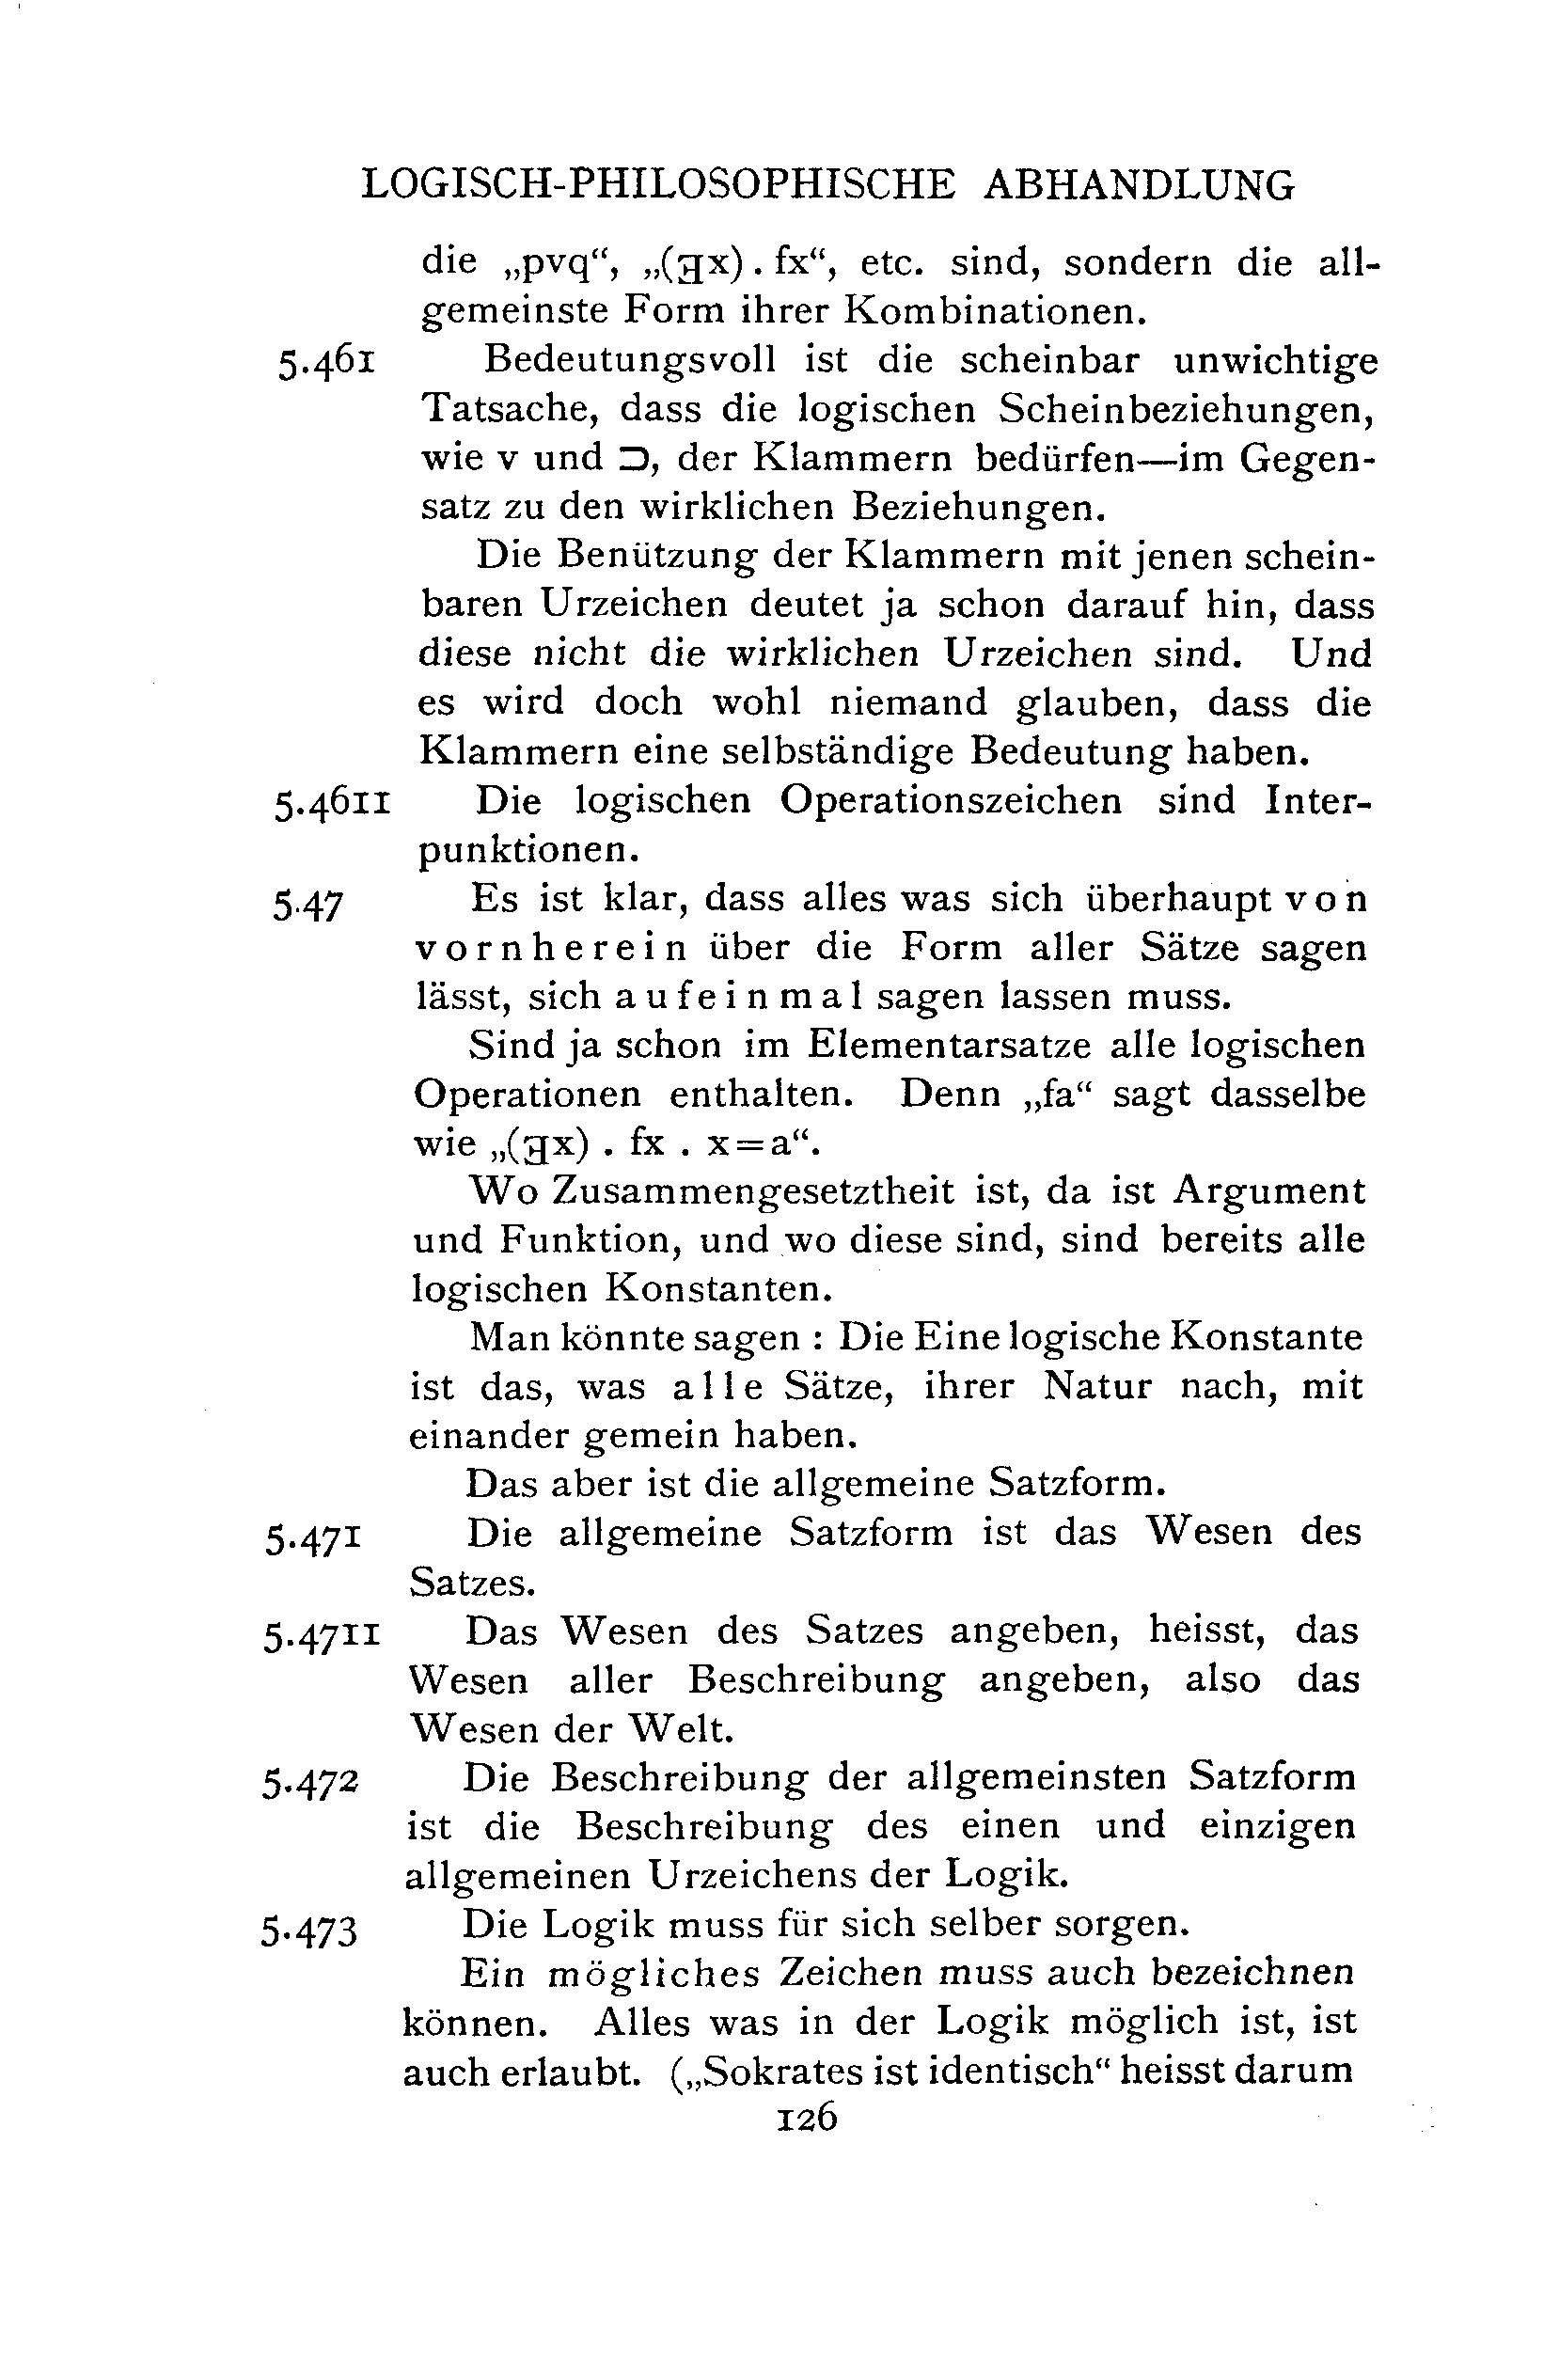 LOGISCH-PHILOSOPHISCHE ABHANDLUNG
die „pvq“, „(ƎX). fx“, etc. sind, sondern die all-
gemeinste Form ihrer Kombinationen.
5.461 Bedeutungsvoll ist die scheinbar unwichtige
Tatsache, dass die logischen Scheinbeziehungen,
wie v und ⊃, der Klammern bedürfen—im Gegen-
satz zu den wirklichen Beziehungen.
Die Benützung der Klammern mit jenen schein-
baren Urzeichen deutet ja schon darauf hin, dass
diese nicht die wirklichen Urzeichen sind. Und
es wird doch wohl niemand glauben, dass die
Klammern eine selbständige Bedeutung haben.
5.4611 Die logischen Operationszeichen sind Inter-
punktionen.
5.47 Es ist klar, dass alles was sich überhaupt von
vornherein über die Form aller Sätze sagen
lässt, sich aufeinmal sagen lassen muss.
Sind ja schon im Elementarsatze alle logischen
Operationen enthalten. Denn „fa“ sagt dasselbe
wie „(ƎX) . fx . x=a“.
Wo Zusammengesetztheit ist, da ist Argument
und Funktion, und wo diese sind, sind bereits alle
logischen Konstanten.
Man könnte sagen : Die Eine logische Konstante
ist das, was alle Sätze, ihrer Natur nach, mit
einander gemein haben.
Das aber ist die allgemeine Satzform.
5.471 Die allgemeine Satzform ist das Wesen des
Satzes.
5.4711 Das Wesen des Satzes angeben, heisst, das
Wesen aller Beschreibung angeben, also das
Wesen der Welt.
5.472 Die Beschreibung der allgemeinsten Satzform
ist die Beschreibung des einen und einzigen
allgemeinen Urzeichens der Logik.
5.473 Die Logik muss für sich selber sorgen.
Ein mögliches Zeichen muss auch bezeichnen
können. Alles was in der Logik möglich ist, ist
auch erlaubt. („Sokrates ist identisch“ heisst darum
126